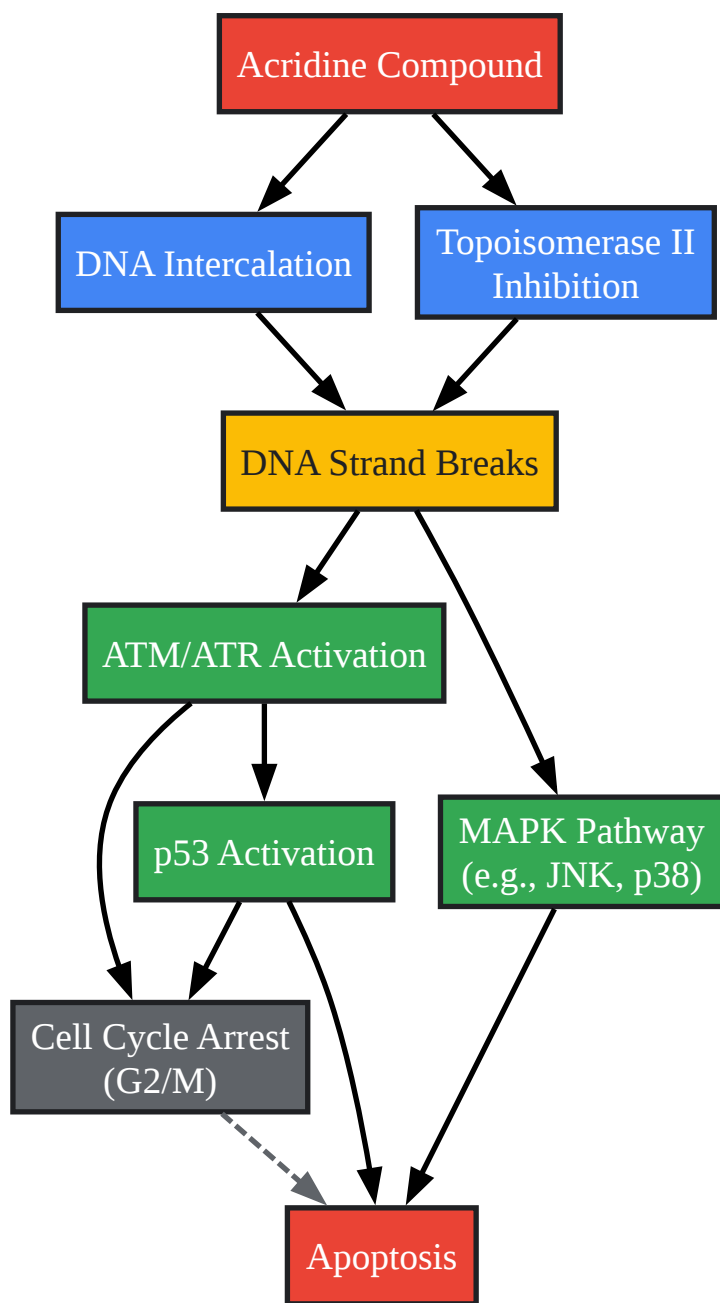 Acridine Compound
DNA Intercalation
Topoisomerase II
Inhibition
DNA Strand Breaks
ATM/ATR Activation
p53 Activation
MAPK Pathway
(e.g., JNK, p38)
Cell Cycle Arrest
(G2/M)
Apoptosis